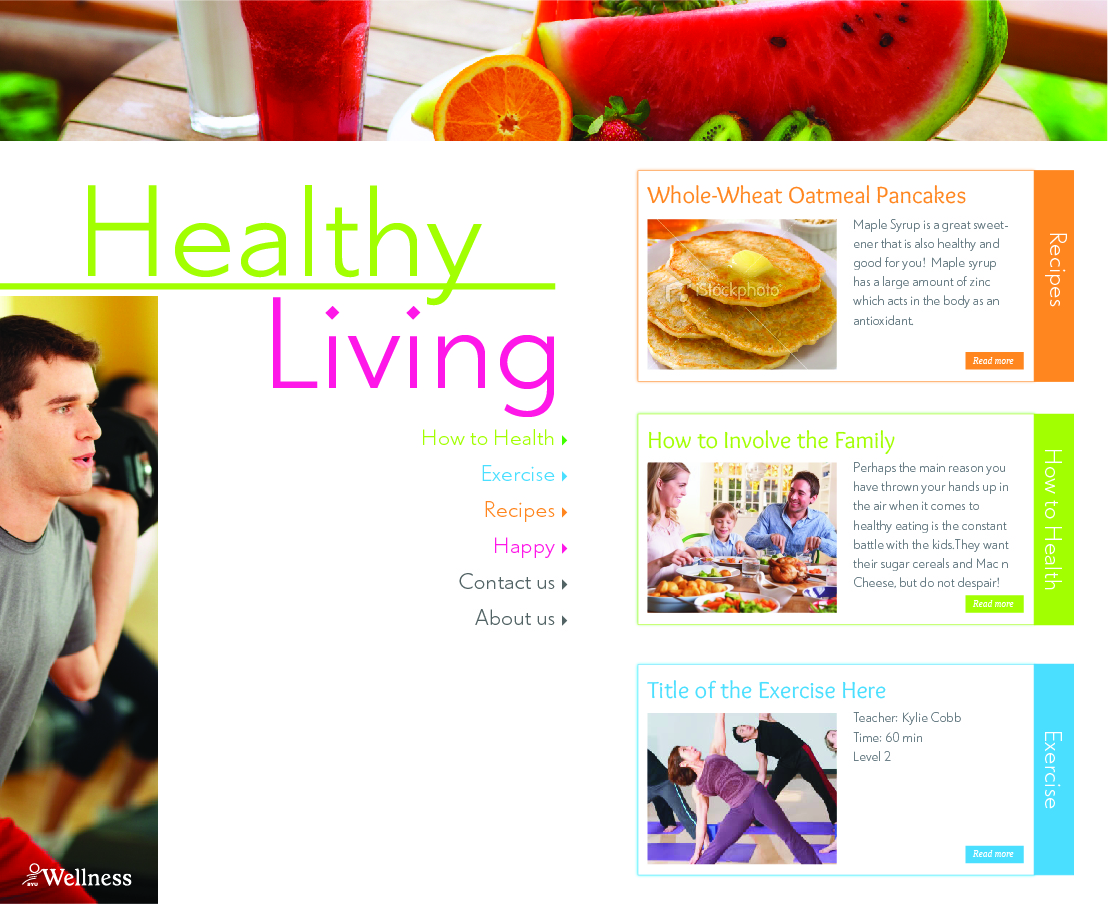 Healthy
Living
How to Health
Exercise
Recipes
Happy
Contact us
About us
BYU Wellness
Whole-Wheat Oatmeal Pancakes
iStockphoto
Maple Syrup is a great sweet-
ener that is also healthy and
good for you! Maple syrup
has a large amount of zinc
which acts in the body as an
antioxidant.
Read more
Recipes
How to Involve the Family
Perhaps the main reason you
have thrown your hands up in
the air when it comes to
healthy eating is the constant
battle with the kids.They want
their sugar cereals and Mac n
Cheese, but do not despair!
Read more
How to Health
Title of the Exercise Here
Teacher: Kylie Cobb
Time: 60 min
Level 2
Read more
Exercise